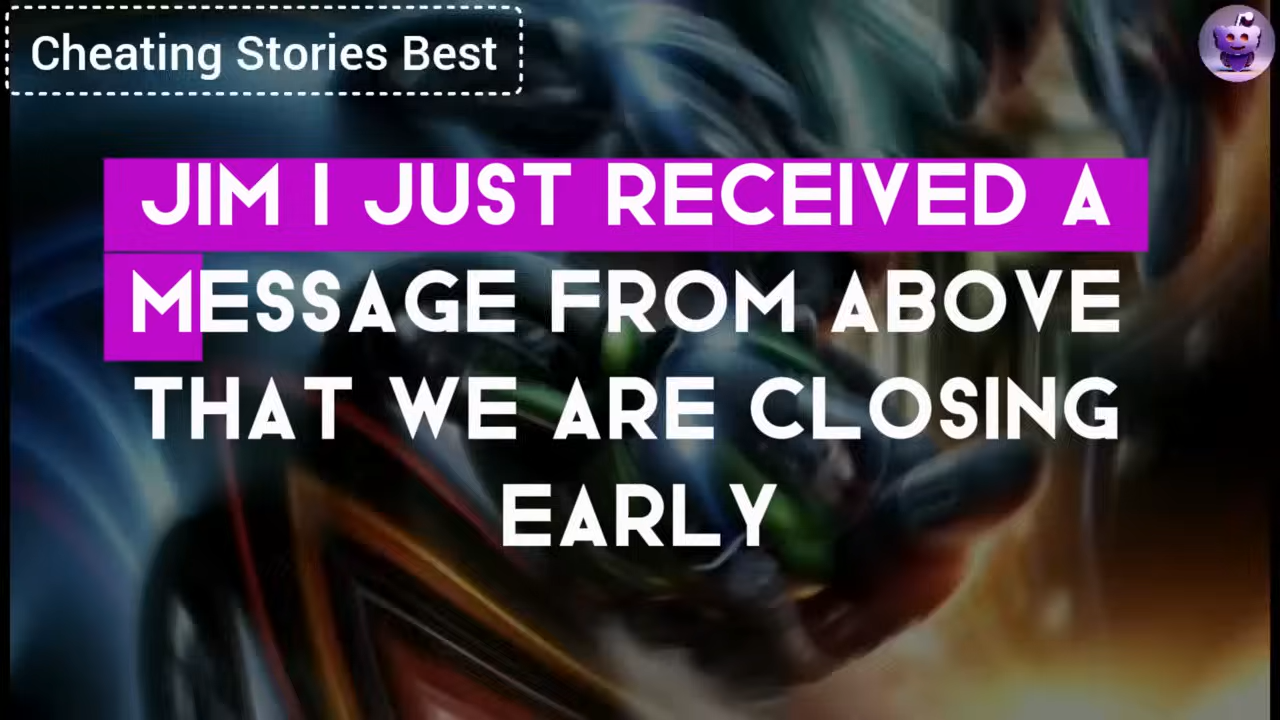 Cheating Stories Best
JIM I JUST RECEIVED A
MESSAGE FROM ABOVE
THAT WE ARE CLOSING
EARLY